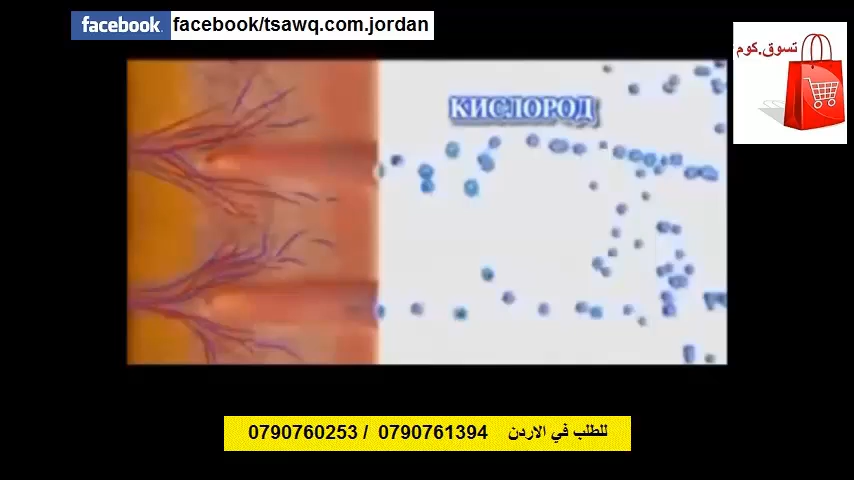 facebook facebook/tsawq.com.jordan
تسوق.كوم
КИСЛОРОД
للطلب في الاردن 0790761394 / 0790760253